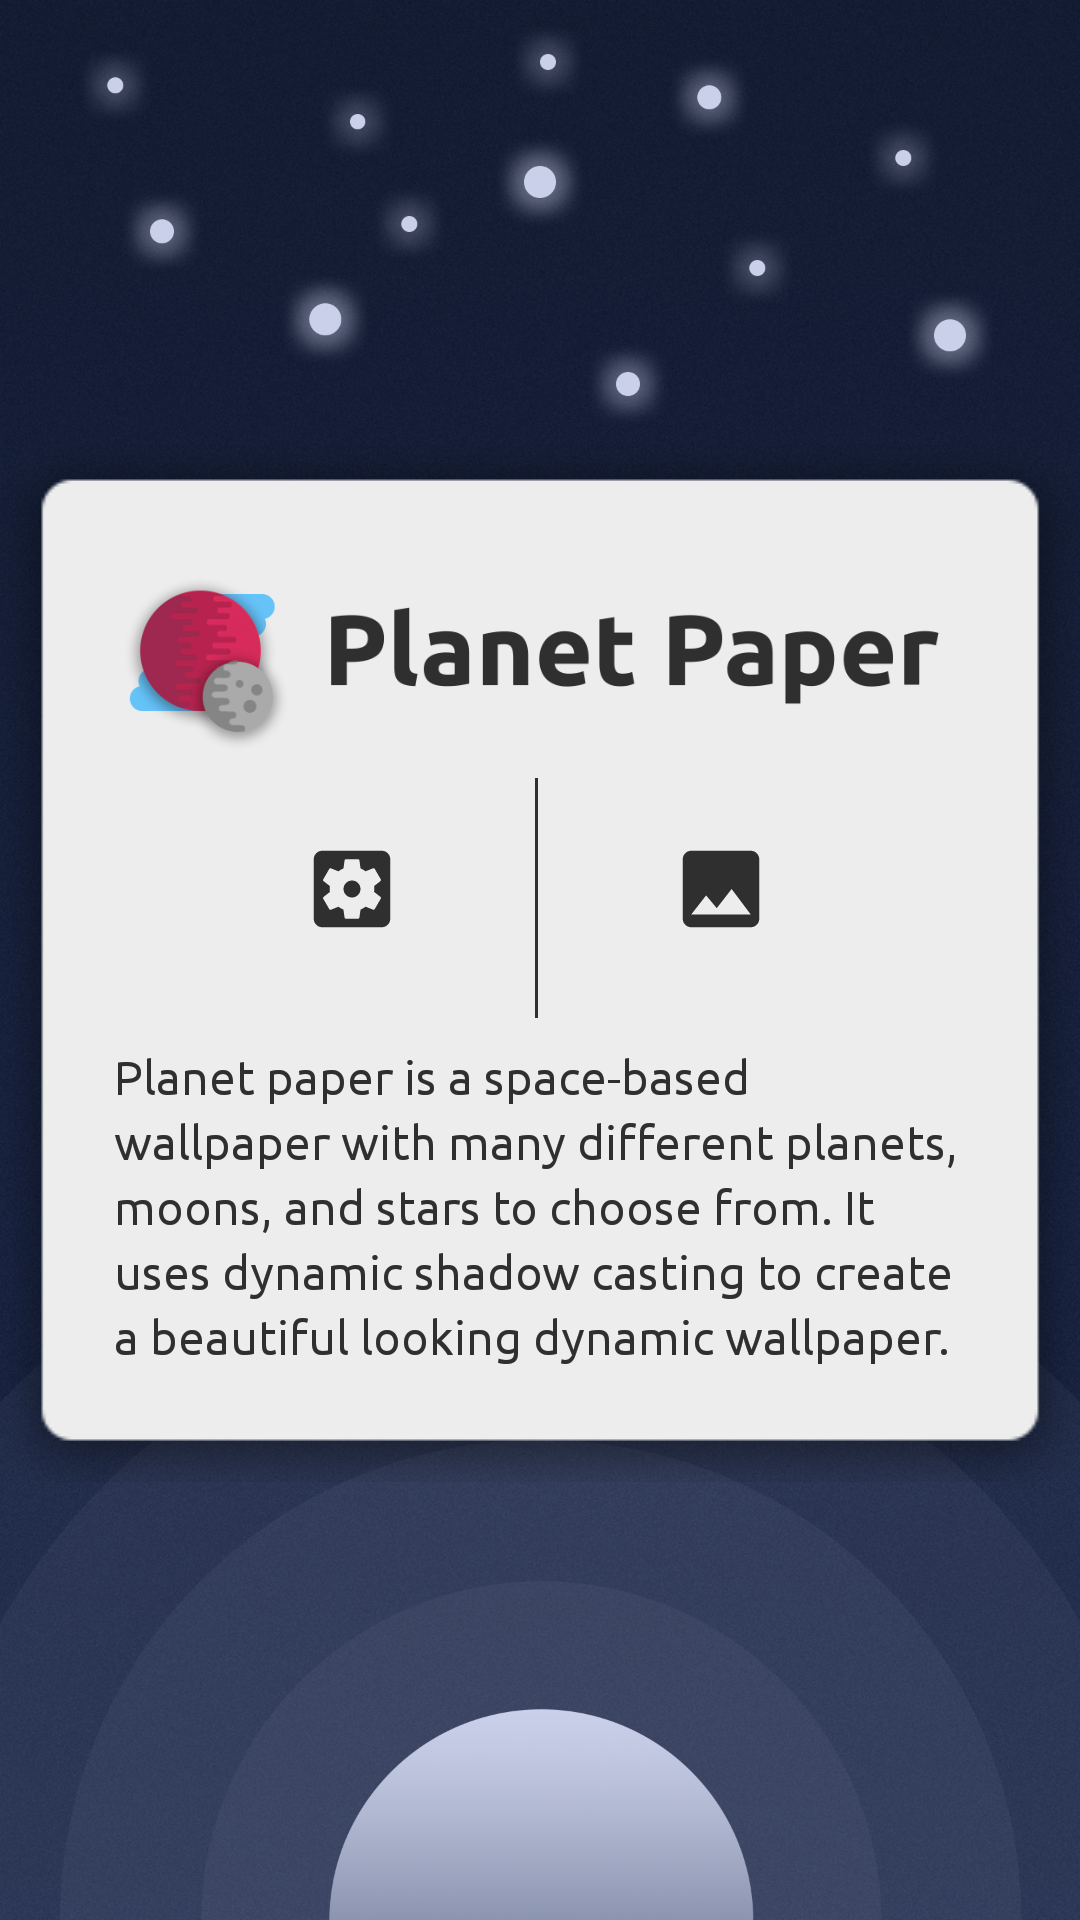 Planet Paper
Planet paper is a space-based
wallpaper with many different planets,
moons, and stars to choose from. It
uses dynamic shadow casting to create
a beautiful looking dynamic wallpaper.